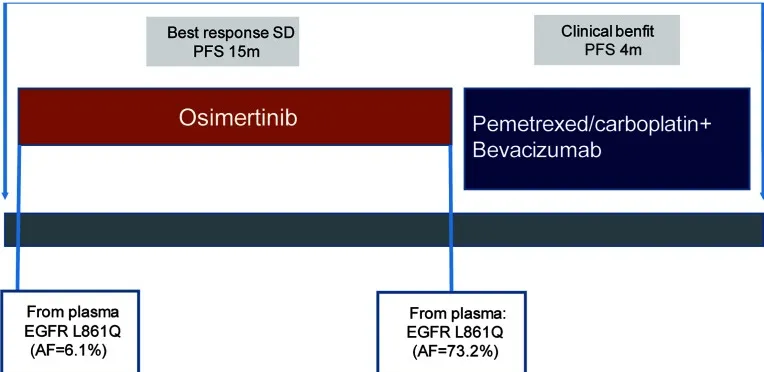 Best response SD
PFS 15m
Clinical benfit
PFS 4m
Osimertinib
Pemetrexed/carboplatin+
Bevacizumab
From plasma
EGFR L861Q
(AF=6.1%)
From plasma:
EGFR L861Q
(AF=73.2%)